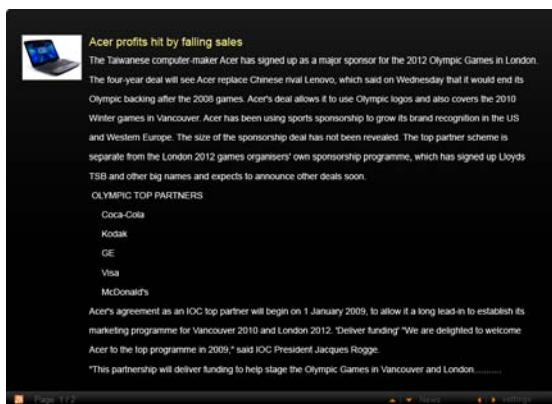 Acer profits hit by falling sales
The Taiwanese computer-maker Acer has signed up as a major sponsor for the 2012 Olympic Games in London.
The four-year deal will see Acer replace Chinese rival Lenovo, which said on Wednesday that it would end its
Olympic backing after the 2008 games. Acer's deal allows it to use Olympic logos and also covers the 2010
Winter games in Vancouver. Acer has been using sports sponsorship to grow its brand recognition in the US
and Western Europe. The size of the sponsorship deal has not been revealed. The top partner scheme is
separate from the London 2012 games organisers' own sponsorship programme, which has signed up Lloyds
TSB and other big names and expects to announce other deals soon.
OLYMPIC TOP PARTNERS
Coca-Cola
Kodak
GE
Visa
McDonald's
Acer's agreement as an IOC top partner will begin on 1 January 2009, to allow it a long lead-in to establish its
marketing programme for Vancouver 2010 and London 2012. 'Deliver funding' "We are delighted to welcome
Acer to the top programme in 2009," said IOC President Jacques Rogge.
"This partnership will deliver funding to help stage the Olympic Games in Vancouver and London...........
Page 1 / 2 News settings